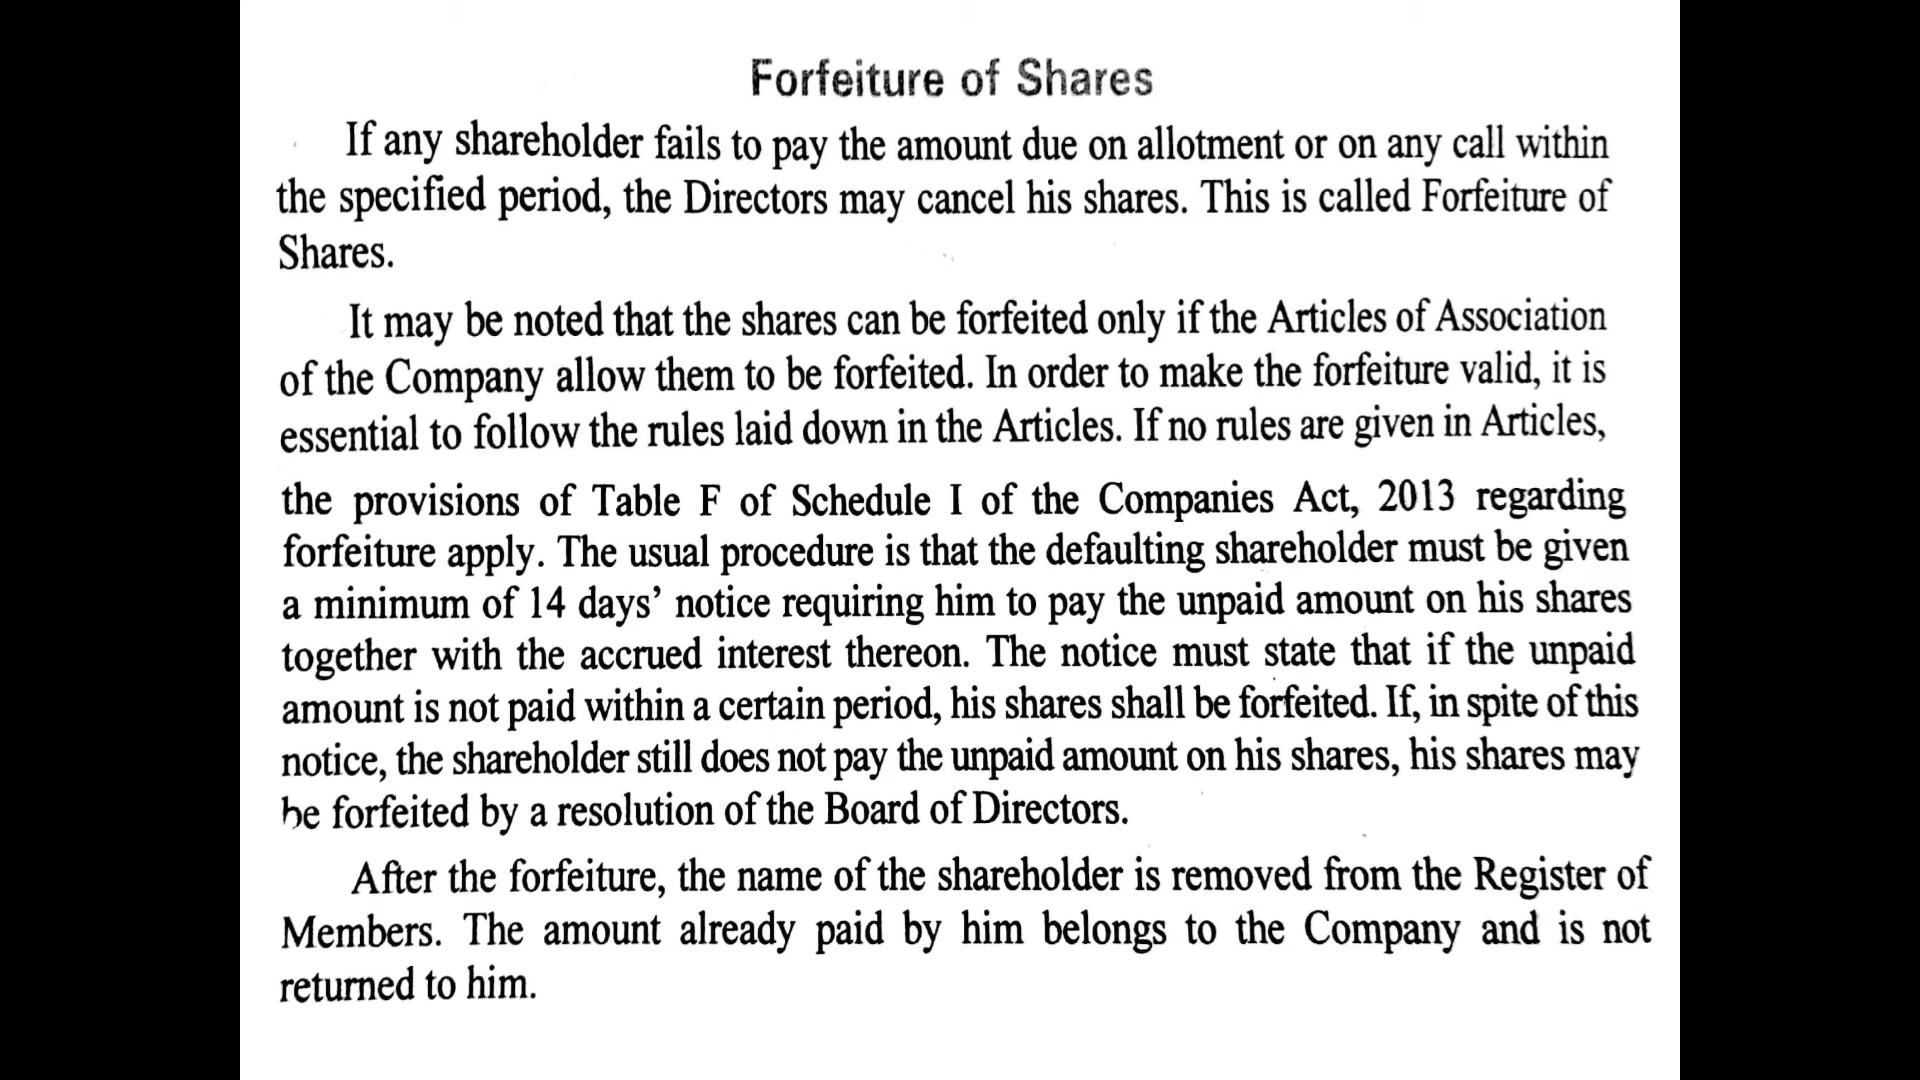 Forfeiture of Shares
If any shareholder fails to pay the amount due on allotment or on any call within
the specified period, the Directors may cancel his shares. This is called Forfeiture of
Shares.
It may be noted that the shares can be forfeited only if the Articles of Association
of the Company allow them to be forfeited. In order to make the forfeiture valid, it is
essential to follow the rules laid down in the Articles. If no rules are given in Articles,
the provisions of Table F of Schedule I of the Companies Act, 2013 regarding
forfeiture apply. The usual procedure is that the defaulting shareholder must be given
a minimum of 14 days’ notice requiring him to pay the unpaid amount on his shares
together with the accrued interest thereon. The notice must state that if the unpaid
amount is not paid within a certain period, his shares shall be forfeited. If, in spite of this
notice, the shareholder still does not pay the unpaid amount on his shares, his shares may
be forfeited by a resolution of the Board of Directors.
After the forfeiture, the name of the shareholder is removed from the Register of
Members. The amount already paid by him belongs to the Company and is not
returned to him.